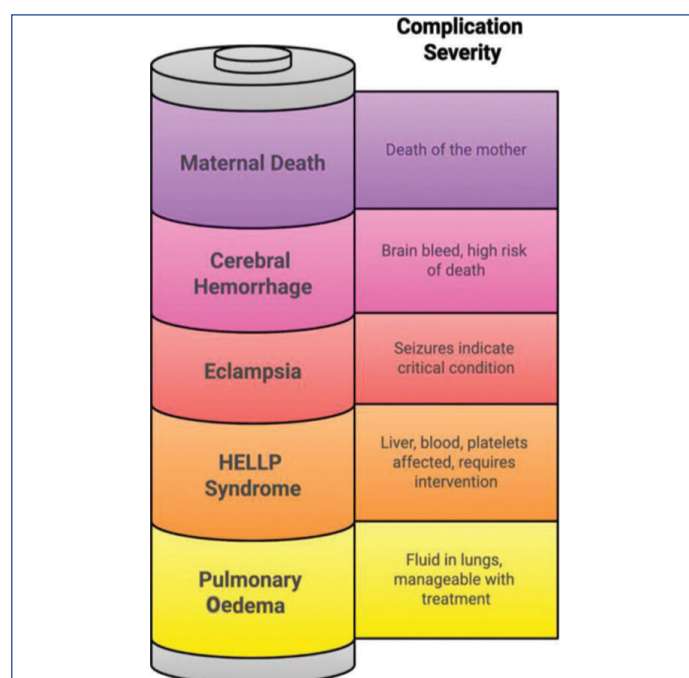 Complication
Severity
Maternal Death
Death of the mother
Cerebral
Hemorrhage
Brain bleed, high risk
of death
Eclampsia
Seizures indicate
critical condition
HELLP
Syndrome
Liver, blood, platelets
affected, requires
intervention
Pulmonary
Oedema
Fluid in lungs,
manageable with
treatment